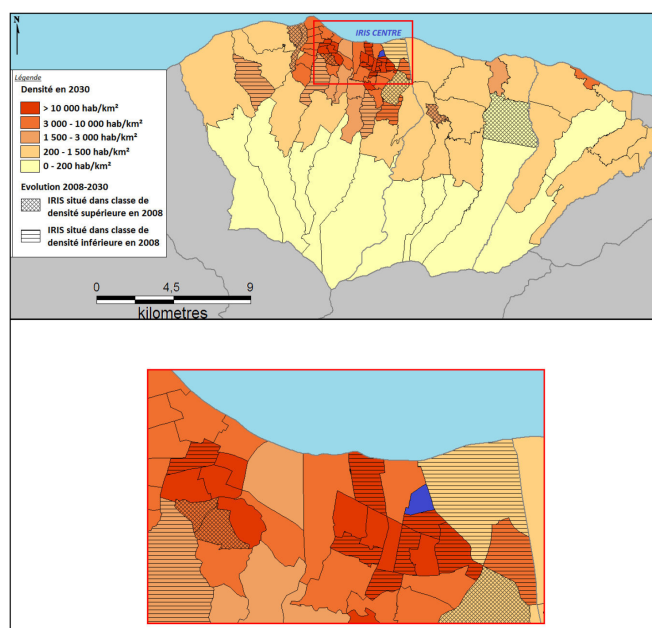 N
IRIS CENTRE
Légende
Densité en 2030
> 10 000 hab/km²
3 000 - 10 000 hab/km²
1 500 - 3 000 hab/km²
200 - 1 500 hab/km²
0 - 200 hab/km²
Evolution 2008-2030
IRIS situé dans classe de
densité supérieure en 2008
IRIS situé dans classe de
densité inférieure en 2008
0 4,5 9
kilometres